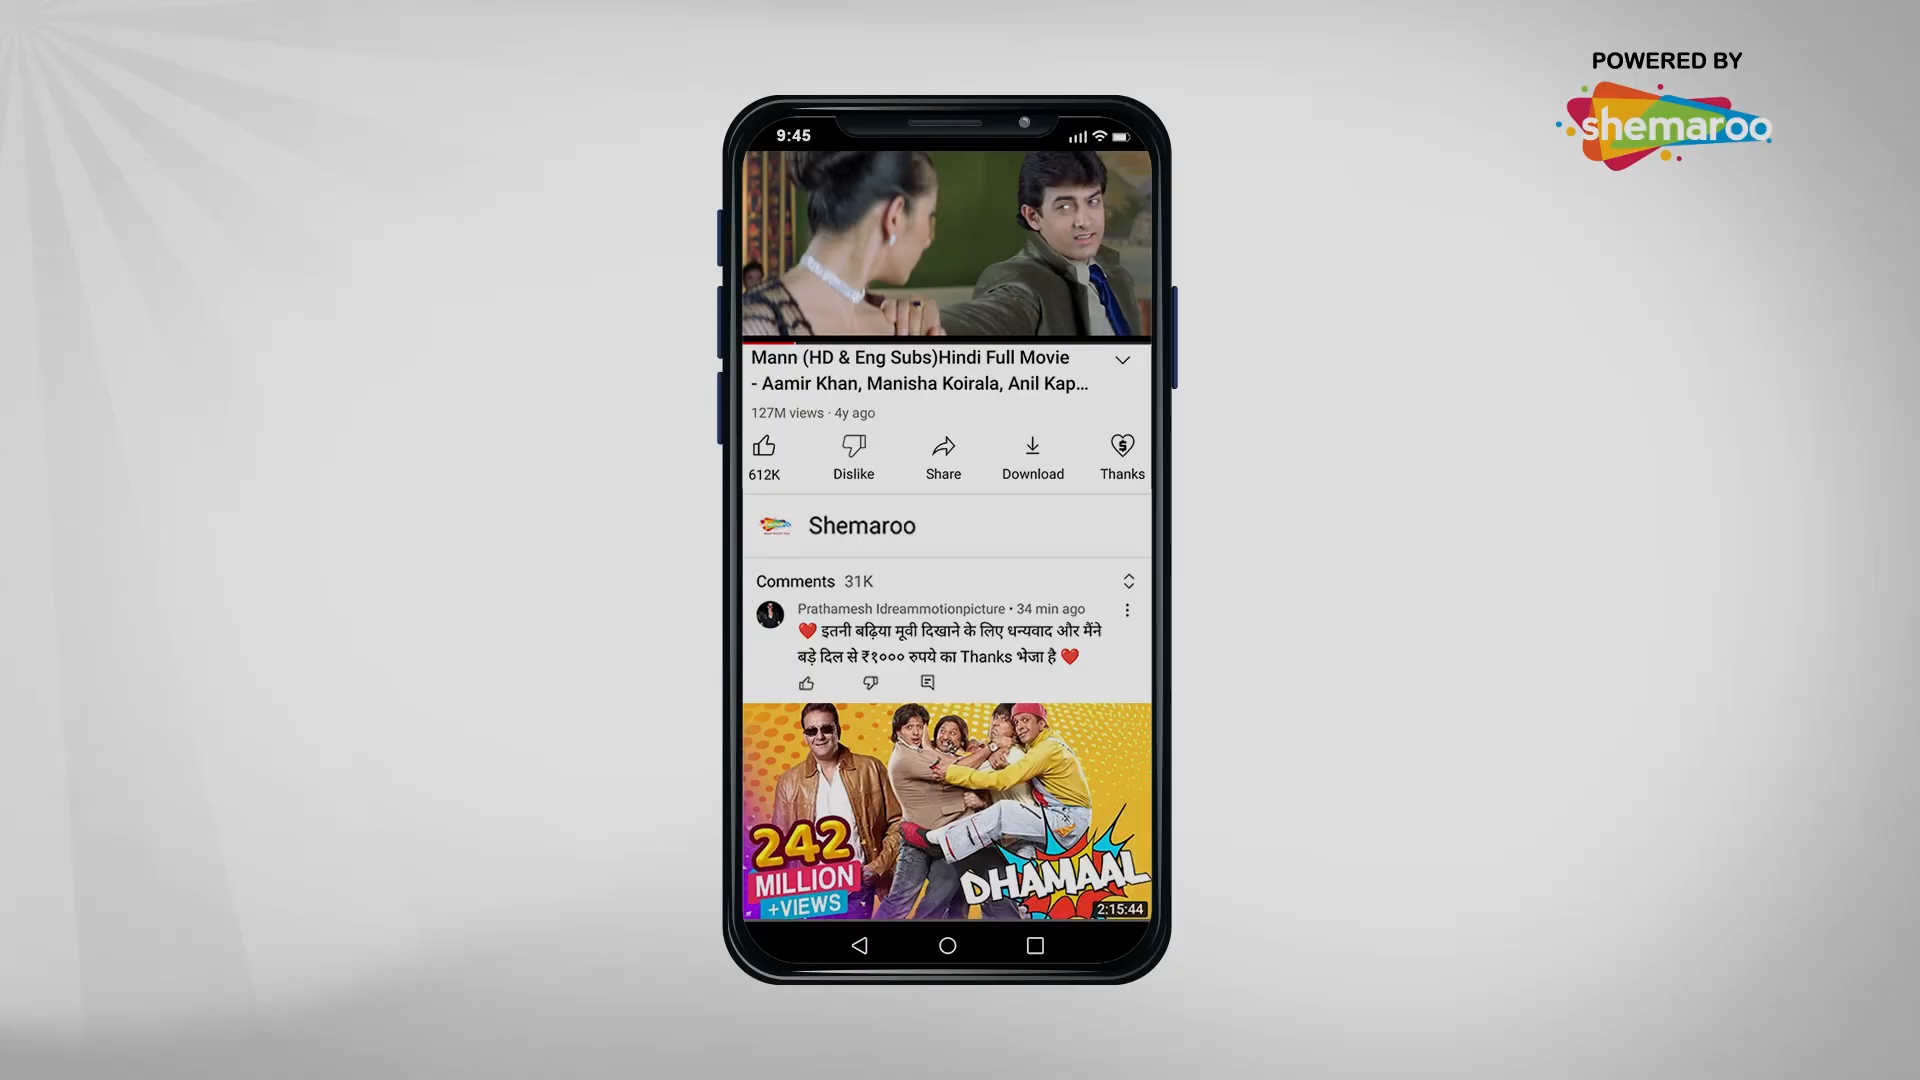 POWERED BY
shemaroo
9:45
Mann (HD & Eng Subs)Hindi Full Movie
- Aamir Khan, Manisha Koirala, Anil Kap...
127M views · 4y ago
612K
Dislike
Share
Download
Thanks
Shemaroo
Comments 31K
Prathamesh Idreammotionpicture • 34 min ago
❤️ इतनी बढ़िया मूवी दिखाने के लिए धन्यवाद और मैंने
बड़े दिल से ₹१००० रुपये का Thanks भेजा है ❤️
242
MILLION
+VIEWS
DHAMAAL
2:15:44